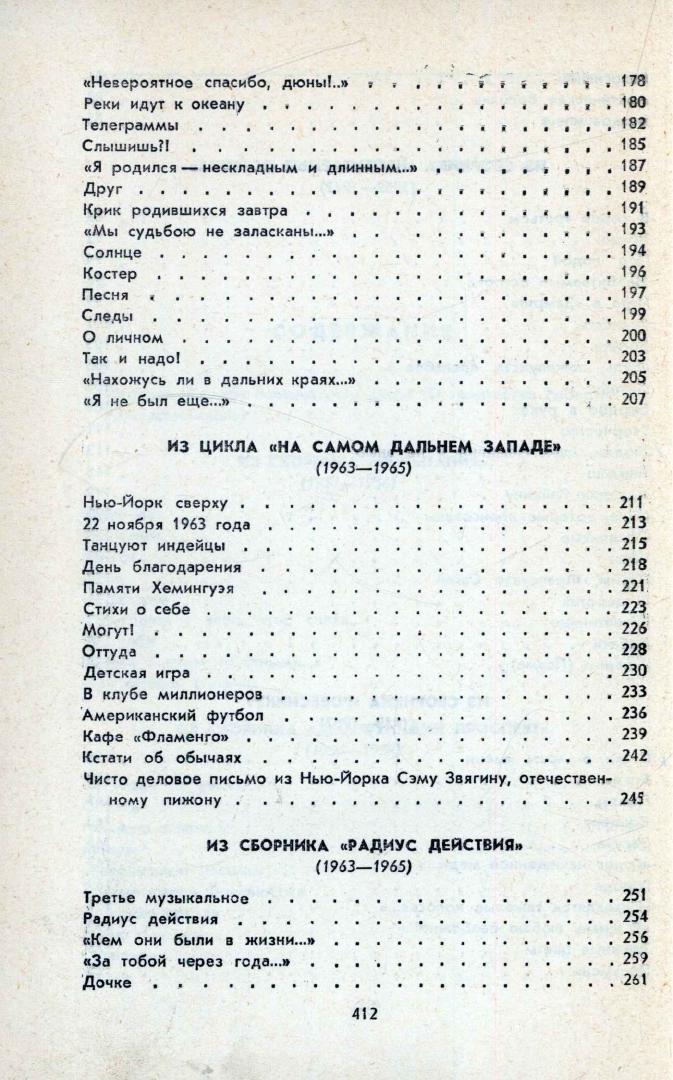 «Невероятное спасибо, дюны!..» . . . . . . . . . . . . 178
Реки идут к океану . . . . . . . . . . . . . . . . 180
Телеграммы . . . . . . . . . . . . . . . . . . . 182
Слышишь?! . . . . . . . . . . . . . . . . . . . 185
«Я родился — нескладным и длинным...» . . . . . . . . 187
Друг . . . . . . . . . . . . . . . . . . . . . . 189
Крик родившихся завтра . . . . . . . . . . . . . . 191
«Мы судьбою не заласканы...» . . . . . . . . . . . . 193
Солнце . . . . . . . . . . . . . . . . . . . . . 194
Костер . . . . . . . . . . . . . . . . . . . . . 196
Песня . . . . . . . . . . . . . . . . . . . . . 197
Следы . . . . . . . . . . . . . . . . . . . . . 199
О личном . . . . . . . . . . . . . . . . . . . . 200
Так и надо! . . . . . . . . . . . . . . . . . . . 203
«Нахожусь ли в дальних краях...» . . . . . . . . . . . 205
«Я не был еще...» . . . . . . . . . . . . . . . . . 207
ИЗ ЦИКЛА «НА САМОМ ДАЛЬНЕМ ЗАПАДЕ»
(1963—1965)
Нью-Йорк сверху . . . . . . . . . . . . . . . . . 211
22 ноября 1963 года . . . . . . . . . . . . . . . . 213
Танцуют индейцы . . . . . . . . . . . . . . . . . 215
День благодарения . . . . . . . . . . . . . . . . . 218
Памяти Хемингуэя . . . . . . . . . . . . . . . . . 221
Стихи о себе . . . . . . . . . . . . . . . . . . . 223
Могут! . . . . . . . . . . . . . . . . . . . . . 226
Оттуда . . . . . . . . . . . . . . . . . . . . . 228
Детская игра . . . . . . . . . . . . . . . . . . . 230
В клубе миллионеров . . . . . . . . . . . . . . . . 233
Американский футбол . . . . . . . . . . . . . . . . 236
Кафе «Фламенго» . . . . . . . . . . . . . . . . . 239
Кстати об обычаях . . . . . . . . . . . . . . . . . 242
Чисто деловое письмо из Нью-Йорка Сэму Звягину, отечествен-
ному пижону . . . . . . . . . . . . . . . . . . 245
ИЗ СБОРНИКА «РАДИУС ДЕЙСТВИЯ»
(1963—1965)
Третье музыкальное . . . . . . . . . . . . . . . . 251
Радиус действия . . . . . . . . . . . . . . . . . 254
«Кем они были в жизни...» . . . . . . . . . . . . . . 256
«За тобой через года...» . . . . . . . . . . . . . . . 259
Дочке . . . . . . . . . . . . . . . . . . . . . 261
412